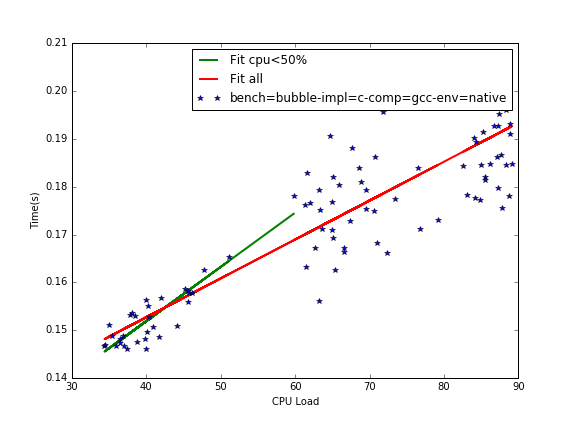 0.21
0.20
0.19
0.18
0.17
0.16
0.15
0.14
Time(s)
Fit cpu<50%
Fit all
bench=bubble-impl=c-comp=gcc-env=native
30 40 50 60 70 80 90
CPU Load